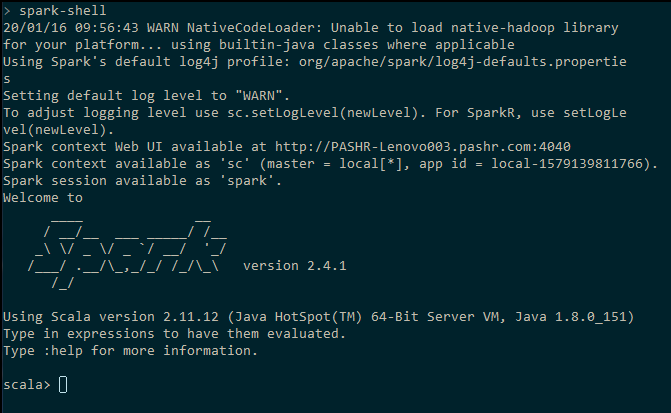 > spark-shell
20/01/16 09:56:43 WARN NativeCodeLoader: Unable to load native-hadoop library
for your platform... using builtin-java classes where applicable
Using Spark's default log4j profile: org/apache/spark/log4j-defaults.propertie
s
Setting default log level to "WARN".
To adjust logging level use sc.setLogLevel(newLevel). For SparkR, use setLogLe
vel(newLevel).
Spark context Web UI available at http://PASHR-Lenovo003.pashr.com:4040
Spark context available as 'sc' (master = local[*], app id = local-1579139811766).
Spark session available as 'spark'.
Welcome to
      ____              __
     / __/__  ___ _____/ /__
    _\ \/ _ \/ _ `/ __/  '_/
   /___/ .__/\_,_/_/ /_/\_\   version 2.4.1
      /_/

Using Scala version 2.11.12 (Java HotSpot(TM) 64-Bit Server VM, Java 1.8.0_151)
Type in expressions to have them evaluated.
Type :help for more information.

scala>